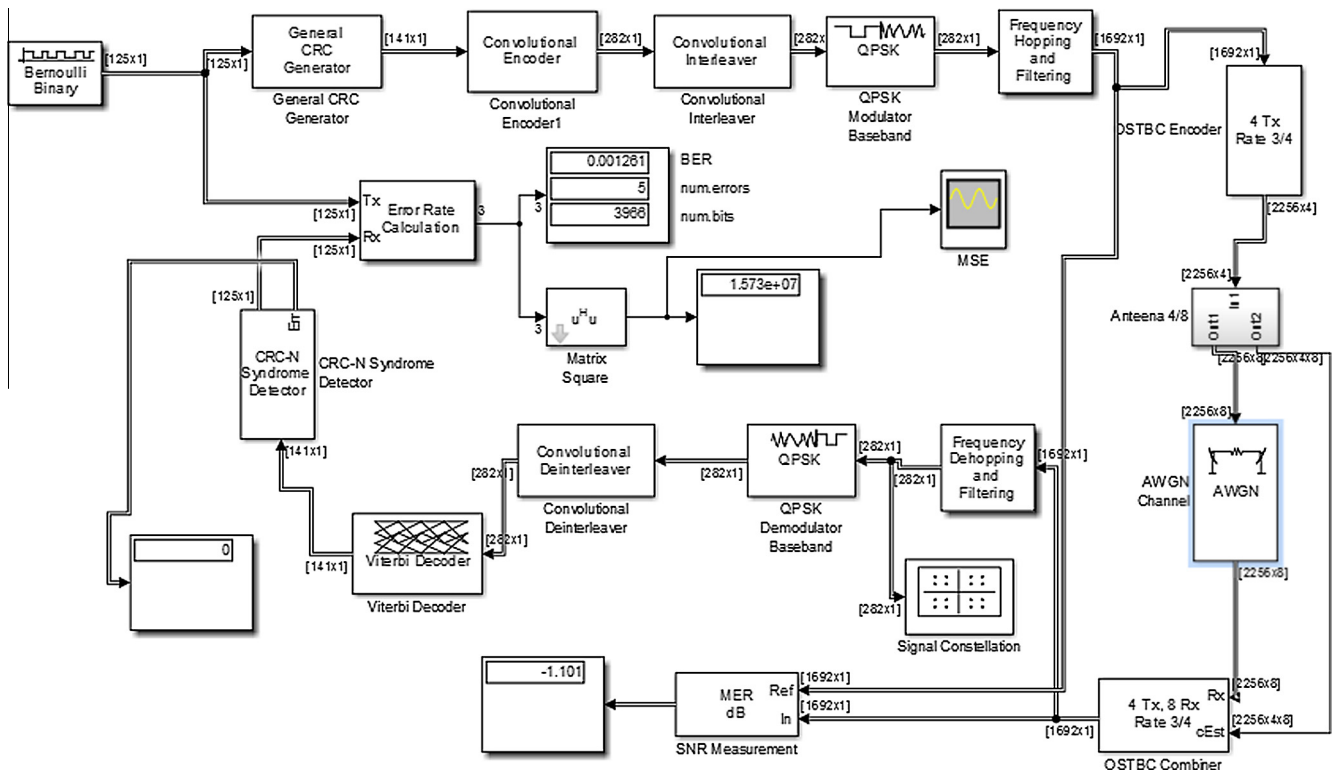 Bernoulli
Binary
[125x1]
[125x1]
General
CRC
Generator
General CRC
Generator
[141x1]
Convolutional
Encoder
Convolutional
Encoder1
[282x1]
Convolutional
Interleaver
Convolutional
Interleaver
[282x
QPSK
QPSK
Modulator
Baseband
[282x1]
Frequency
Hopping
and
Filtering
[1692x1]
[1692x1]
OSTBC Encoder
4 Tx
Rate 3/4
[2256x4]
[2256x4]
Anteena 4/8
In1
Out1
Out2
[2256x8]
[2256x4x8]
[2256x8]
AWGN
Channel
AWGN
[2256x8]
[2256x8]
Rx
cEst
[2256x4x8]
4 Tx, 8 Rx
Rate 3/4
OSTBC Combiner
[1692x1]
[125x1]
Tx
Rx
Error Rate
Calculation
[125x1]
3
3
0.001261
5
3966
BER
num.errors
num.bits
3
u^H u
Matrix
Square
1.573e+07
MSE
[125x1]
Err
CRC-N
Syndrome
Detector
CRC-N Syndrome
Detector
[141x1]
0
[141x1]
Viterbi Decoder
Viterbi Decoder
[282x1]
[282x1]
Convolutional
Deinterleaver
Convolutional
Deinterleaver
[282x1]
QPSK
QPSK
Demodulator
Baseband
[282x1]
[282x1]
Frequency
Dehopping
and
Filtering
[1692x1]
[282x1]
Signal Constellation
-1.101
MER
dB
Ref
In
SNR Measurement
[1692x1]
[1692x1]